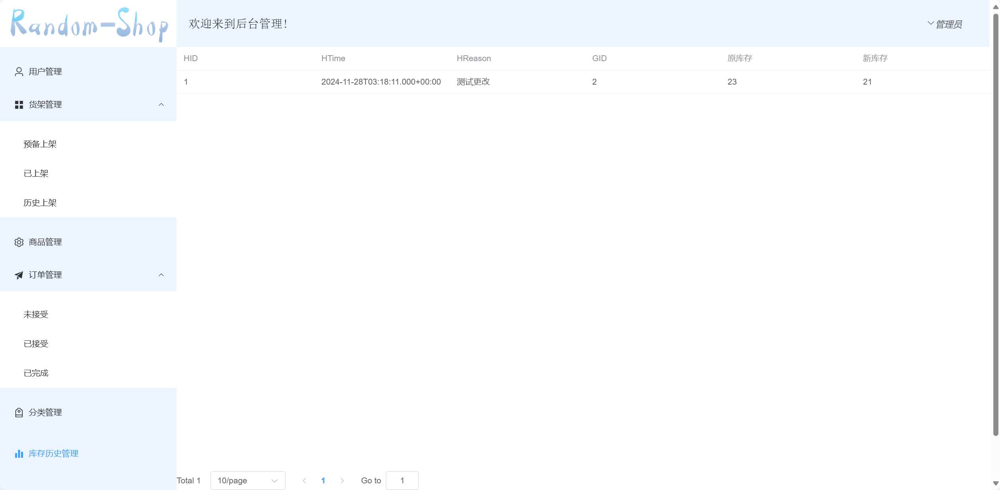 Random-Shop
欢迎来到后台管理!
管理员
用户管理
货架管理
预备上架
已上架
历史上架
商品管理
订单管理
未接受
已接受
已完成
分类管理
库存历史管理
HID HTime HReason GID 原库存 新库存
1 2024-11-28T03:18:11.000+00:00 测试更改 2 23 21
Total 1 10/page 1 Go to 1